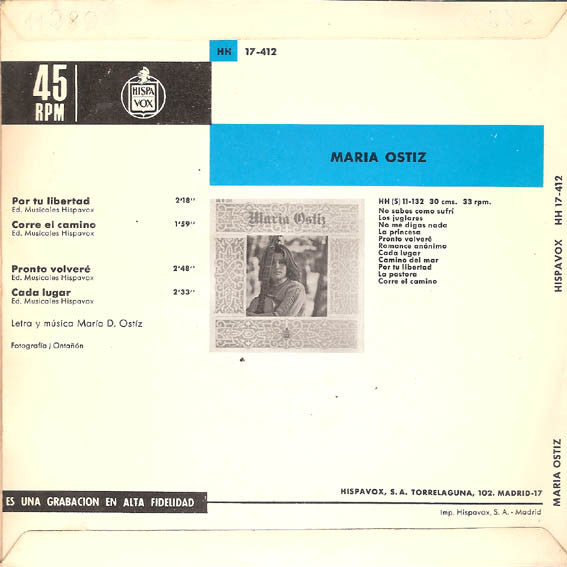 HH 17-412
45
RPM
HISPA
VOX
MARIA OSTIZ
Por tu libertad 2'18''
Ed. Musicales Hispavox
Corre el camino 1'59''
Ed. Musicales Hispavox
Pronto volveré 2'48''
Ed. Musicales Hispavox
Cada lugar 2'33''
Ed. Musicales Hispavox
Letra y música María D. Ostiz
Fotografía / Ontañón
Maria Ostiz
HH (S) 11-132 30 cms. 33 rpm.
No sabes como sufrí
Los juglares
No me digas nada
La princesa
Pronto volveré
Romance anónimo
Cada lugar
Camino del mar
Por tu libertad
La pastora
Corre el camino
HISPAVOX HH 17-412
MARIA OSTIZ
ES UNA GRABACION EN ALTA FIDELIDAD
HISPAVOX, S. A. TORRELAGUNA, 102. MADRID-17
Imp. Hispavox, S. A. - Madrid